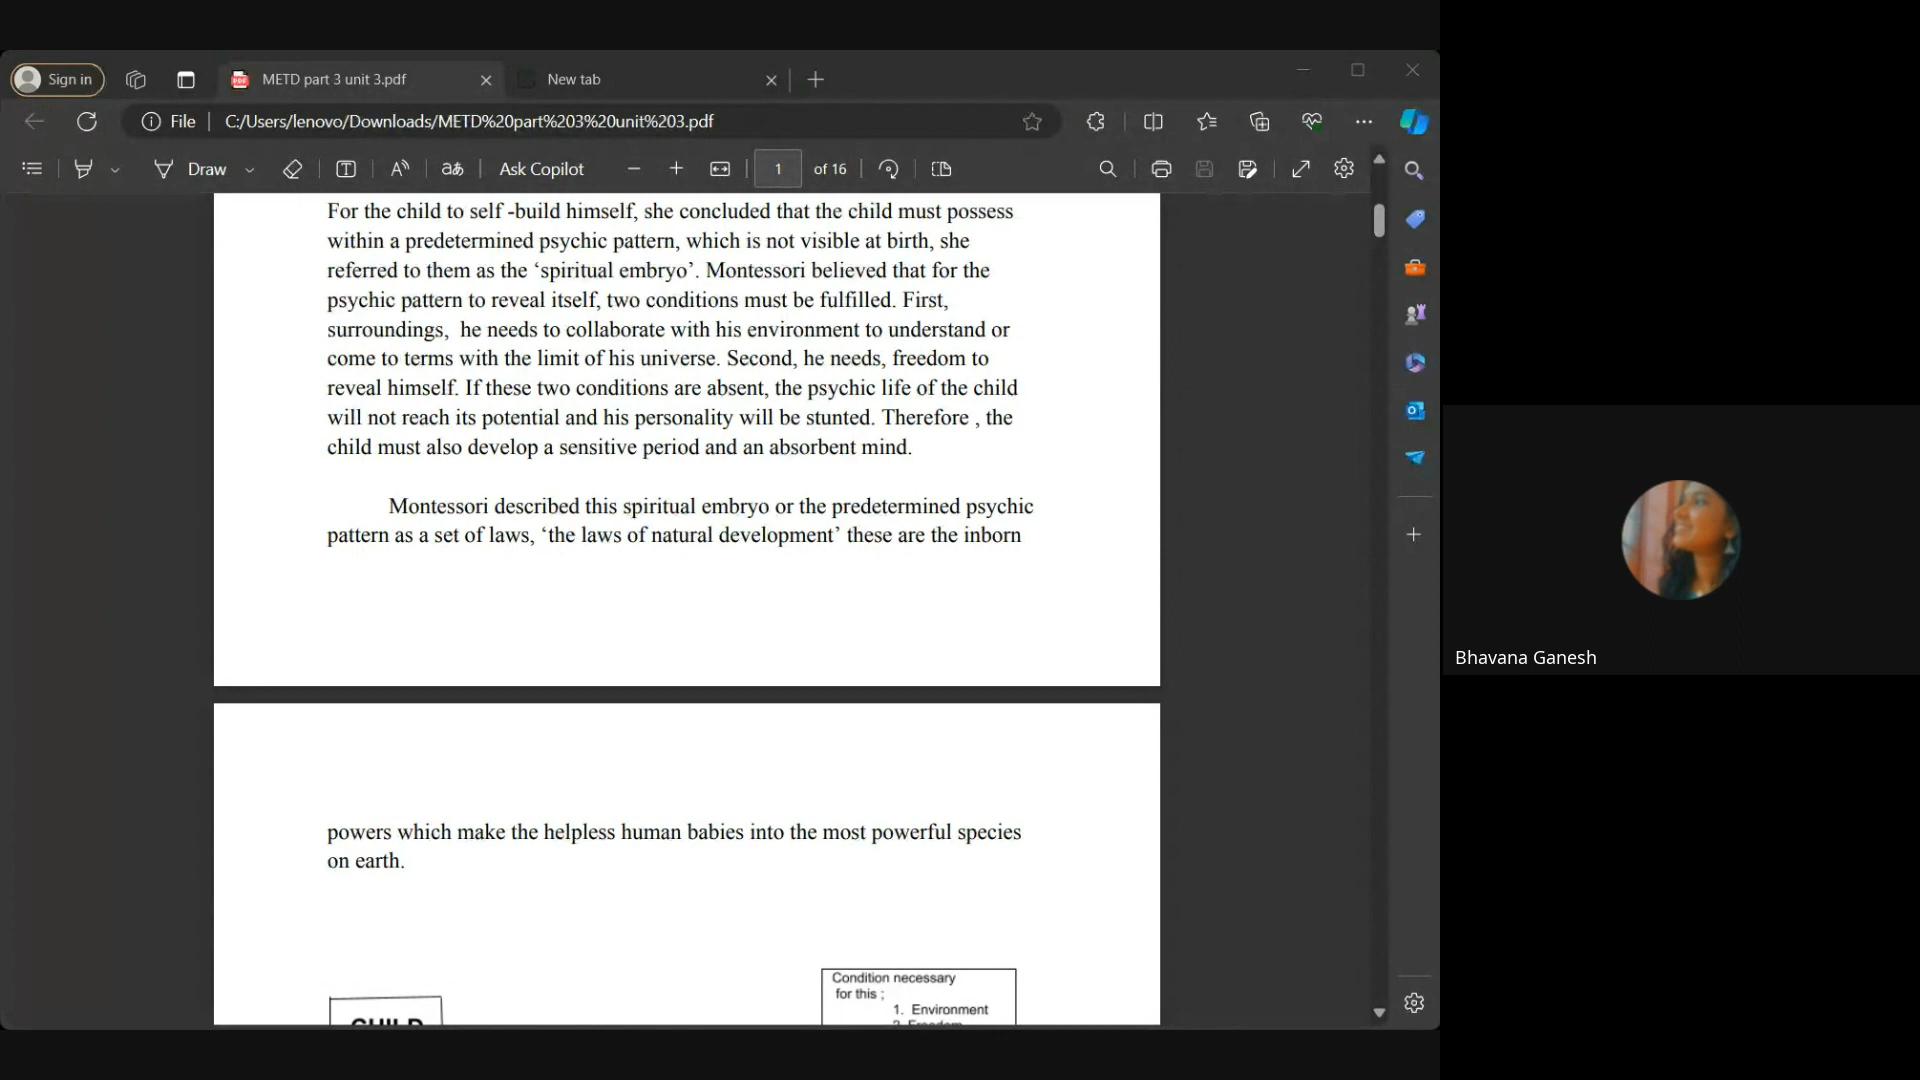 Sign in
METD part 3 unit 3.pdf
New tab
File
C:/Users/lenovo/Downloads/METD%20part%203%20unit%203.pdf
Draw
Ask Copilot
1
of 16
For the child to self -build himself, she concluded that the child must possess
within a predetermined psychic pattern, which is not visible at birth, she
referred to them as the ‘spiritual embryo’. Montessori believed that for the
psychic pattern to reveal itself, two conditions must be fulfilled. First,
surroundings,  he needs to collaborate with his environment to understand or
come to terms with the limit of his universe. Second, he needs, freedom to
reveal himself. If these two conditions are absent, the psychic life of the child
will not reach its potential and his personality will be stunted. Therefore , the
child must also develop a sensitive period and an absorbent mind.
Montessori described this spiritual embryo or the predetermined psychic
pattern as a set of laws, ‘the laws of natural development’ these are the inborn
powers which make the helpless human babies into the most powerful species
on earth.
Condition necessary
for this ;
1. Environment
2. Freedom
CHILD
Bhavana Ganesh